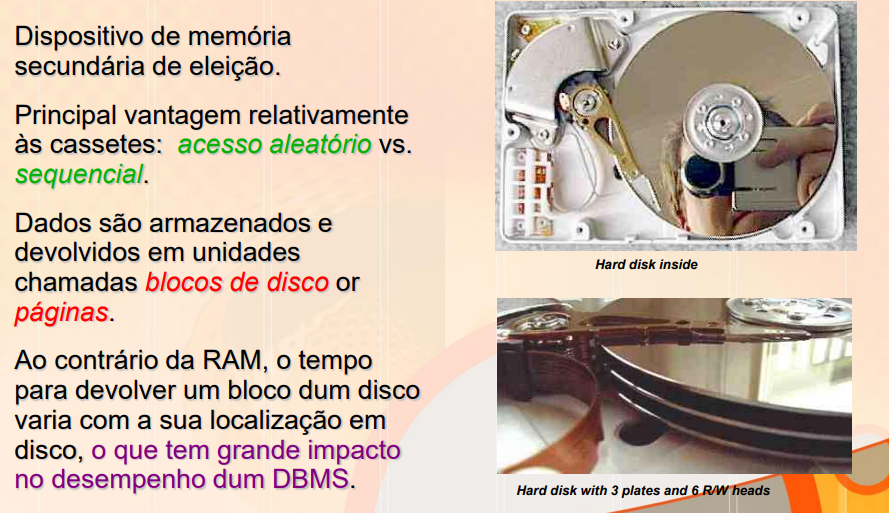 Dispositivo de memória
secundária de eleição.
Principal vantagem relativamente
às cassetes:  acesso aleatório vs.
sequencial.
Dados são armazenados e
devolvidos em unidades
chamadas blocos de disco or
páginas.
Ao contrário da RAM, o tempo
para devolver um bloco dum disco
varia com a sua localização em
disco, o que tem grande impacto
no desempenho dum DBMS.
Hard disk inside
Hard disk with 3 plates and 6 R/W heads